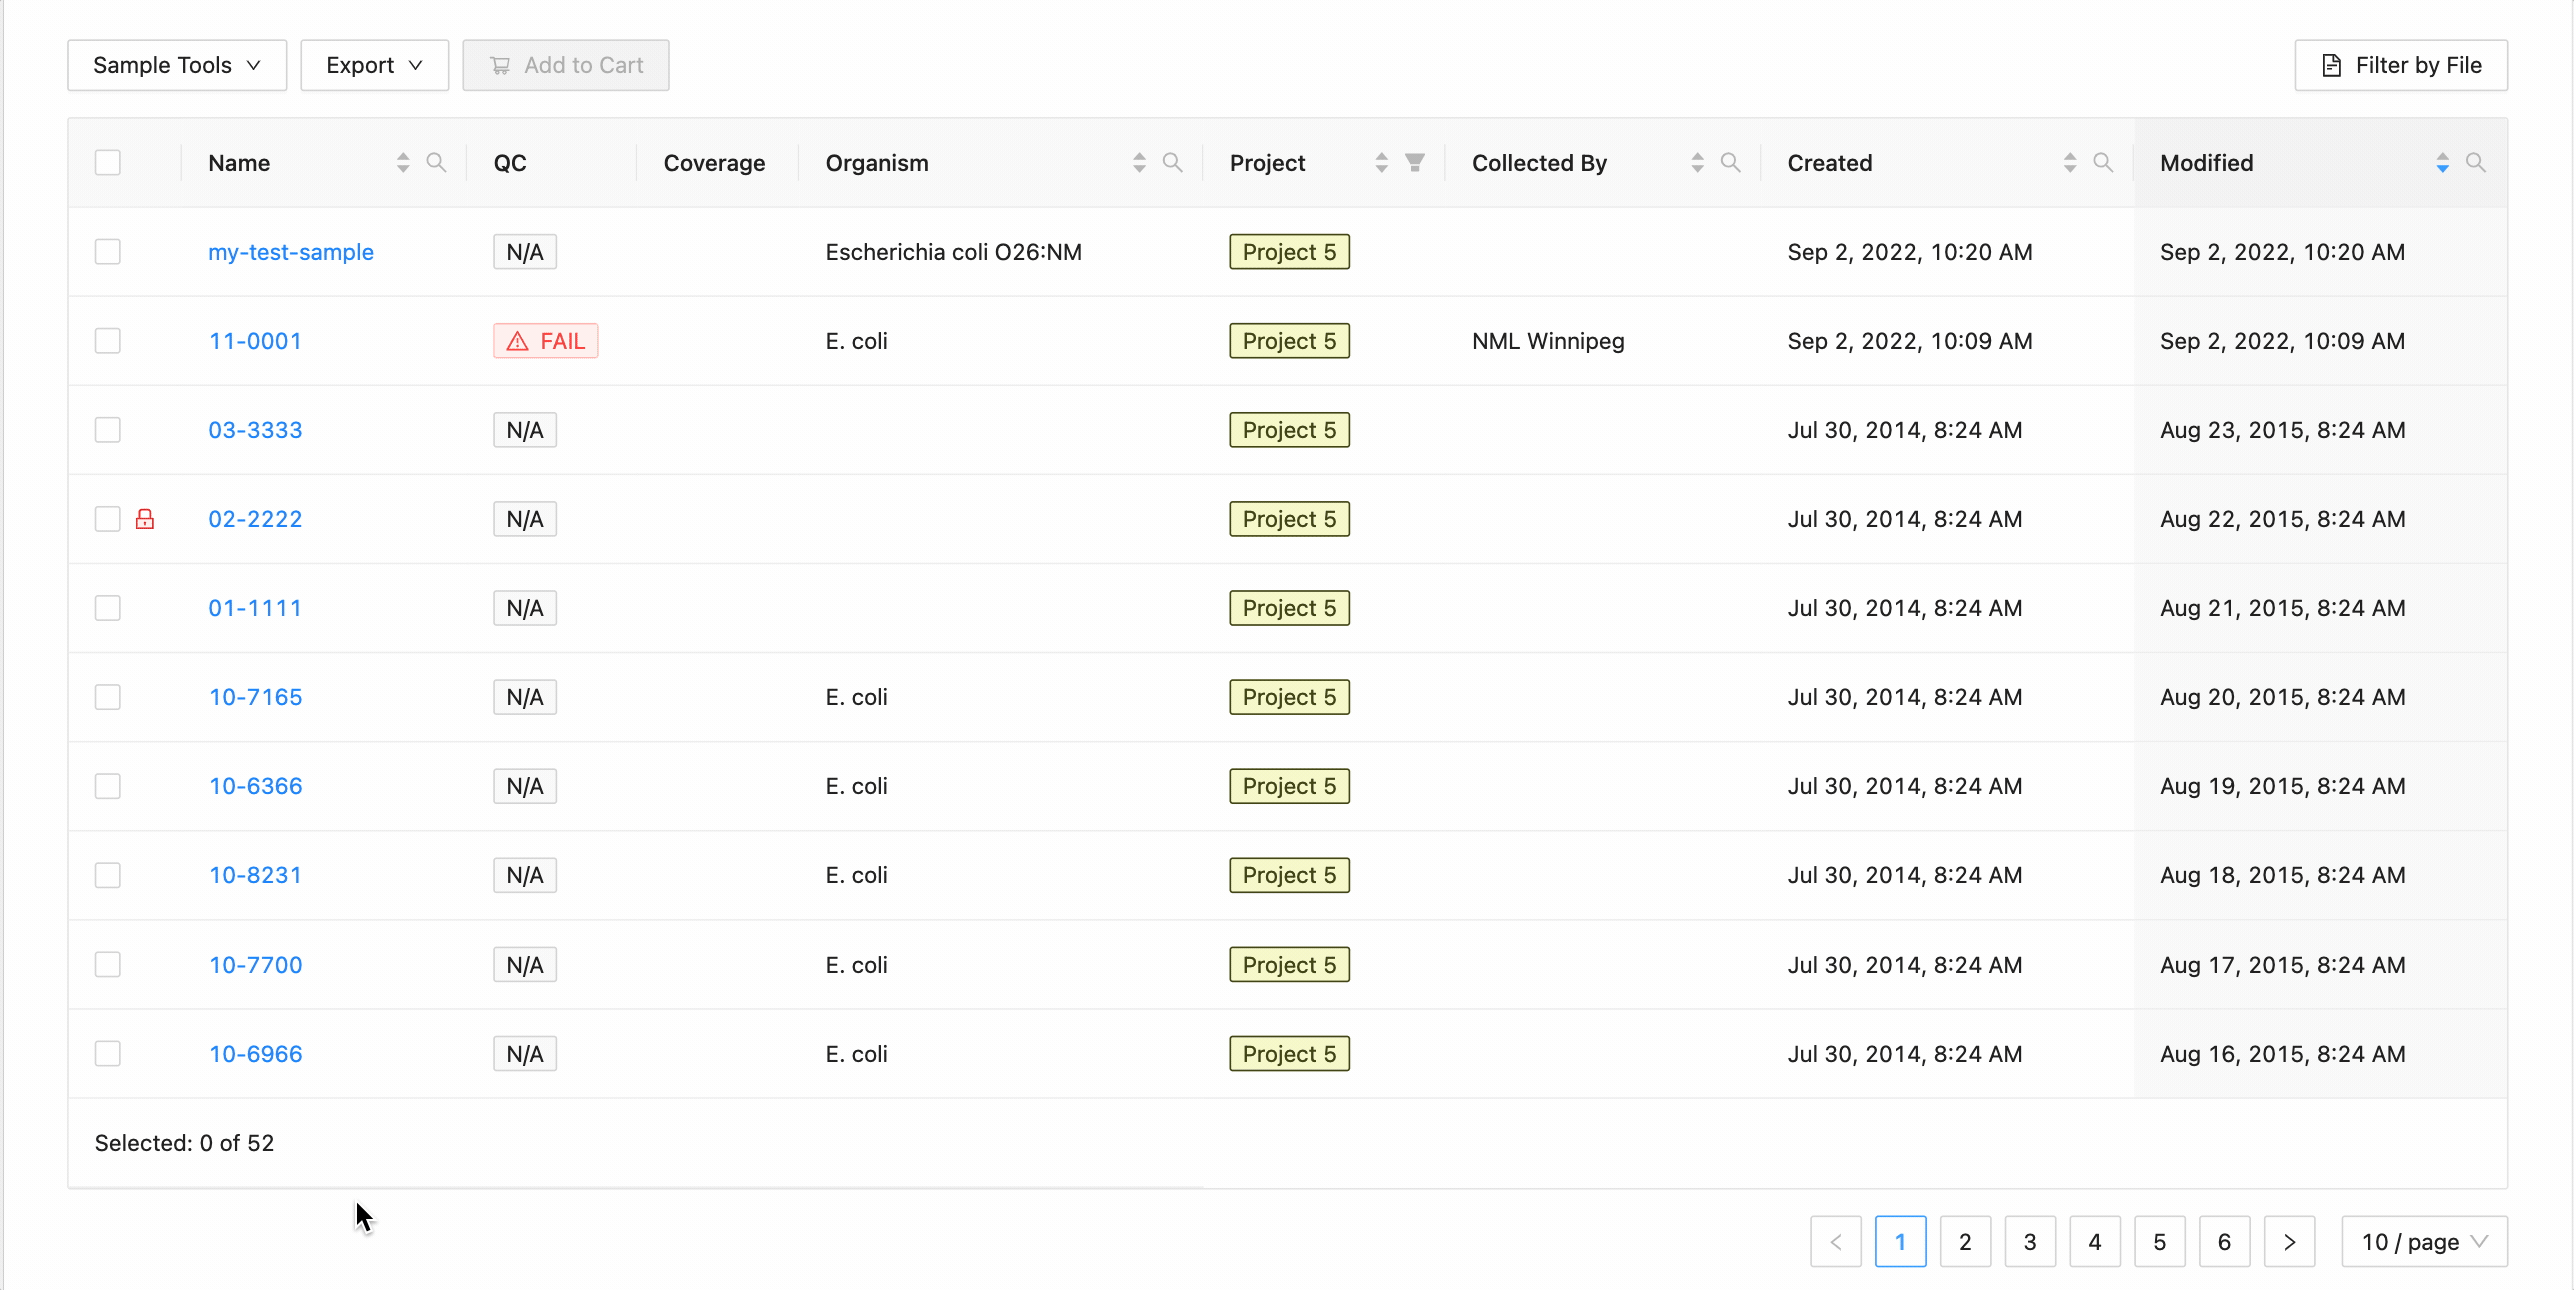 Sample Tools Export Add to Cart Filter by File
Name QC Coverage Organism Project Collected By Created Modified
my-test-sample N/A Escherichia coli O26:NM Project 5 Sep 2, 2022, 10:20 AM Sep 2, 2022, 10:20 AM
11-0001 FAIL E. coli Project 5 NML Winnipeg Sep 2, 2022, 10:09 AM Sep 2, 2022, 10:09 AM
03-3333 N/A Project 5 Jul 30, 2014, 8:24 AM Aug 23, 2015, 8:24 AM
02-2222 N/A Project 5 Jul 30, 2014, 8:24 AM Aug 22, 2015, 8:24 AM
01-1111 N/A Project 5 Jul 30, 2014, 8:24 AM Aug 21, 2015, 8:24 AM
10-7165 N/A E. coli Project 5 Jul 30, 2014, 8:24 AM Aug 20, 2015, 8:24 AM
10-6366 N/A E. coli Project 5 Jul 30, 2014, 8:24 AM Aug 19, 2015, 8:24 AM
10-8231 N/A E. coli Project 5 Jul 30, 2014, 8:24 AM Aug 18, 2015, 8:24 AM
10-7700 N/A E. coli Project 5 Jul 30, 2014, 8:24 AM Aug 17, 2015, 8:24 AM
10-6966 N/A E. coli Project 5 Jul 30, 2014, 8:24 AM Aug 16, 2015, 8:24 AM
Selected: 0 of 52
< 1 2 3 4 5 6 > 10 / page